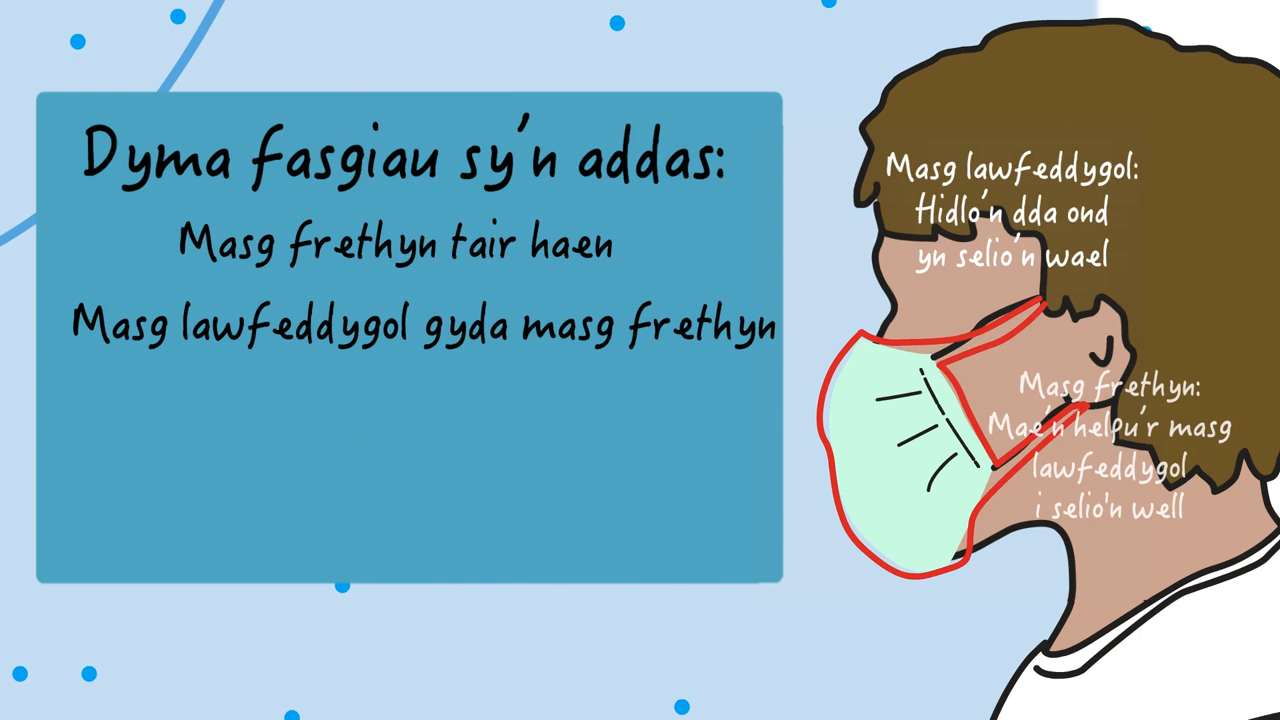 Dyma fasgiau sy'n addas:
Masg frethyn tair haen
Masg lawfeddygol gyda masg frethyn
Masg lawfeddygol:
Hidlo'n dda ond
yn selio'n wael
Masg frethyn:
Mae'n helpu'r masg
lawfeddygol
i selio'n well